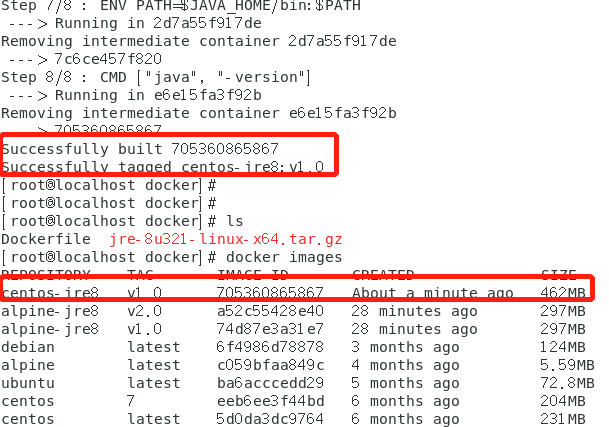 Step 7/8 : ENV PATH=$JAVA_HOME/bin:$PATH
---> Running in 2d7a55f917de
Removing intermediate container 2d7a55f917de
---> 7c6ce457f820
Step 8/8 : CMD ["java", "-version"]
---> Running in e6e15fa3f92b
Removing intermediate container e6e15fa3f92b
---> 705360865867
Successfully built 705360865867
Successfully tagged centos-jre8:v1.0
[root@localhost docker]#
[root@localhost docker]#
[root@localhost docker]# ls
Dockerfile jre-8u321-linux-x64.tar.gz
[root@localhost docker]# docker images
REPOSITORY TAG IMAGE ID CREATED SIZE
centos-jre8 v1.0 705360865867 About a minute ago 462MB
alpine-jre8 v2.0 a52c55428e40 28 minutes ago 297MB
alpine-jre8 v1.0 74d87e3a31e7 28 minutes ago 297MB
debian latest 6f4986d78878 3 months ago 124MB
alpine latest c059bfaa849c 4 months ago 5.59MB
ubuntu latest ba6acccedd29 5 months ago 72.8MB
centos 7 eeb6ee3f44bd 6 months ago 204MB
centos latest 5d0da3dc9764 6 months ago 231MB